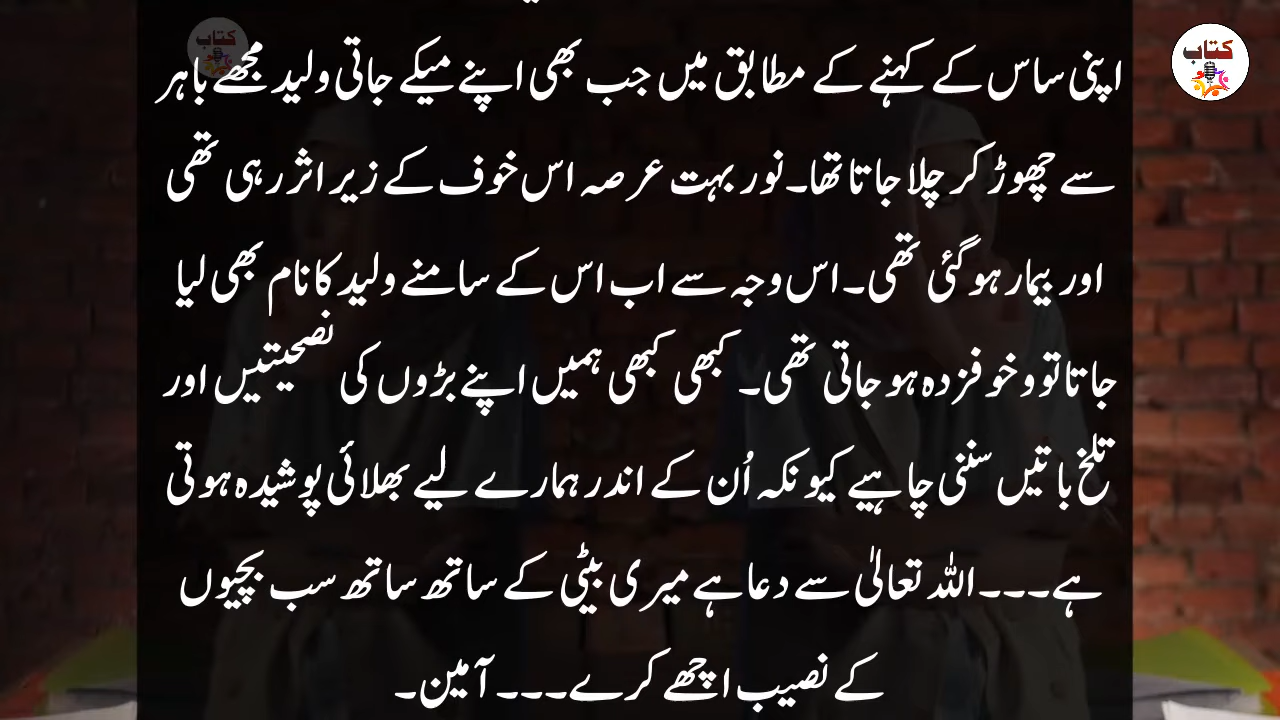 کتاب
کتاب
اپنی ساس کے کہنے کے مطابق میں جب بھی اپنے میکے جاتی ولید مجھے باہر
سے چھوڑ کر چلا جاتا تھا۔ نور بہت عرصہ اس خوف کے زیر اثر رہی تھی
اور بیمار ہو گئی تھی۔ اس وجہ سے اب اس کے سامنے ولید کا نام بھی لیا
جاتا تو و خوفزدہ ہو جاتی تھی۔ کبھی کبھی ہمیں اپنے بڑوں کی نصحیتیں اور
تلخ باتیں سننی چاہیے کیونکہ اُن کے اندر ہمارے لیے بھلائی پوشیدہ ہوتی
ہے۔۔۔ اللہ تعالیٰ سے دعا ہے میری بیٹی کے ساتھ ساتھ سب بچیوں
کے نصیب اچھے کرے۔۔۔ آمین۔